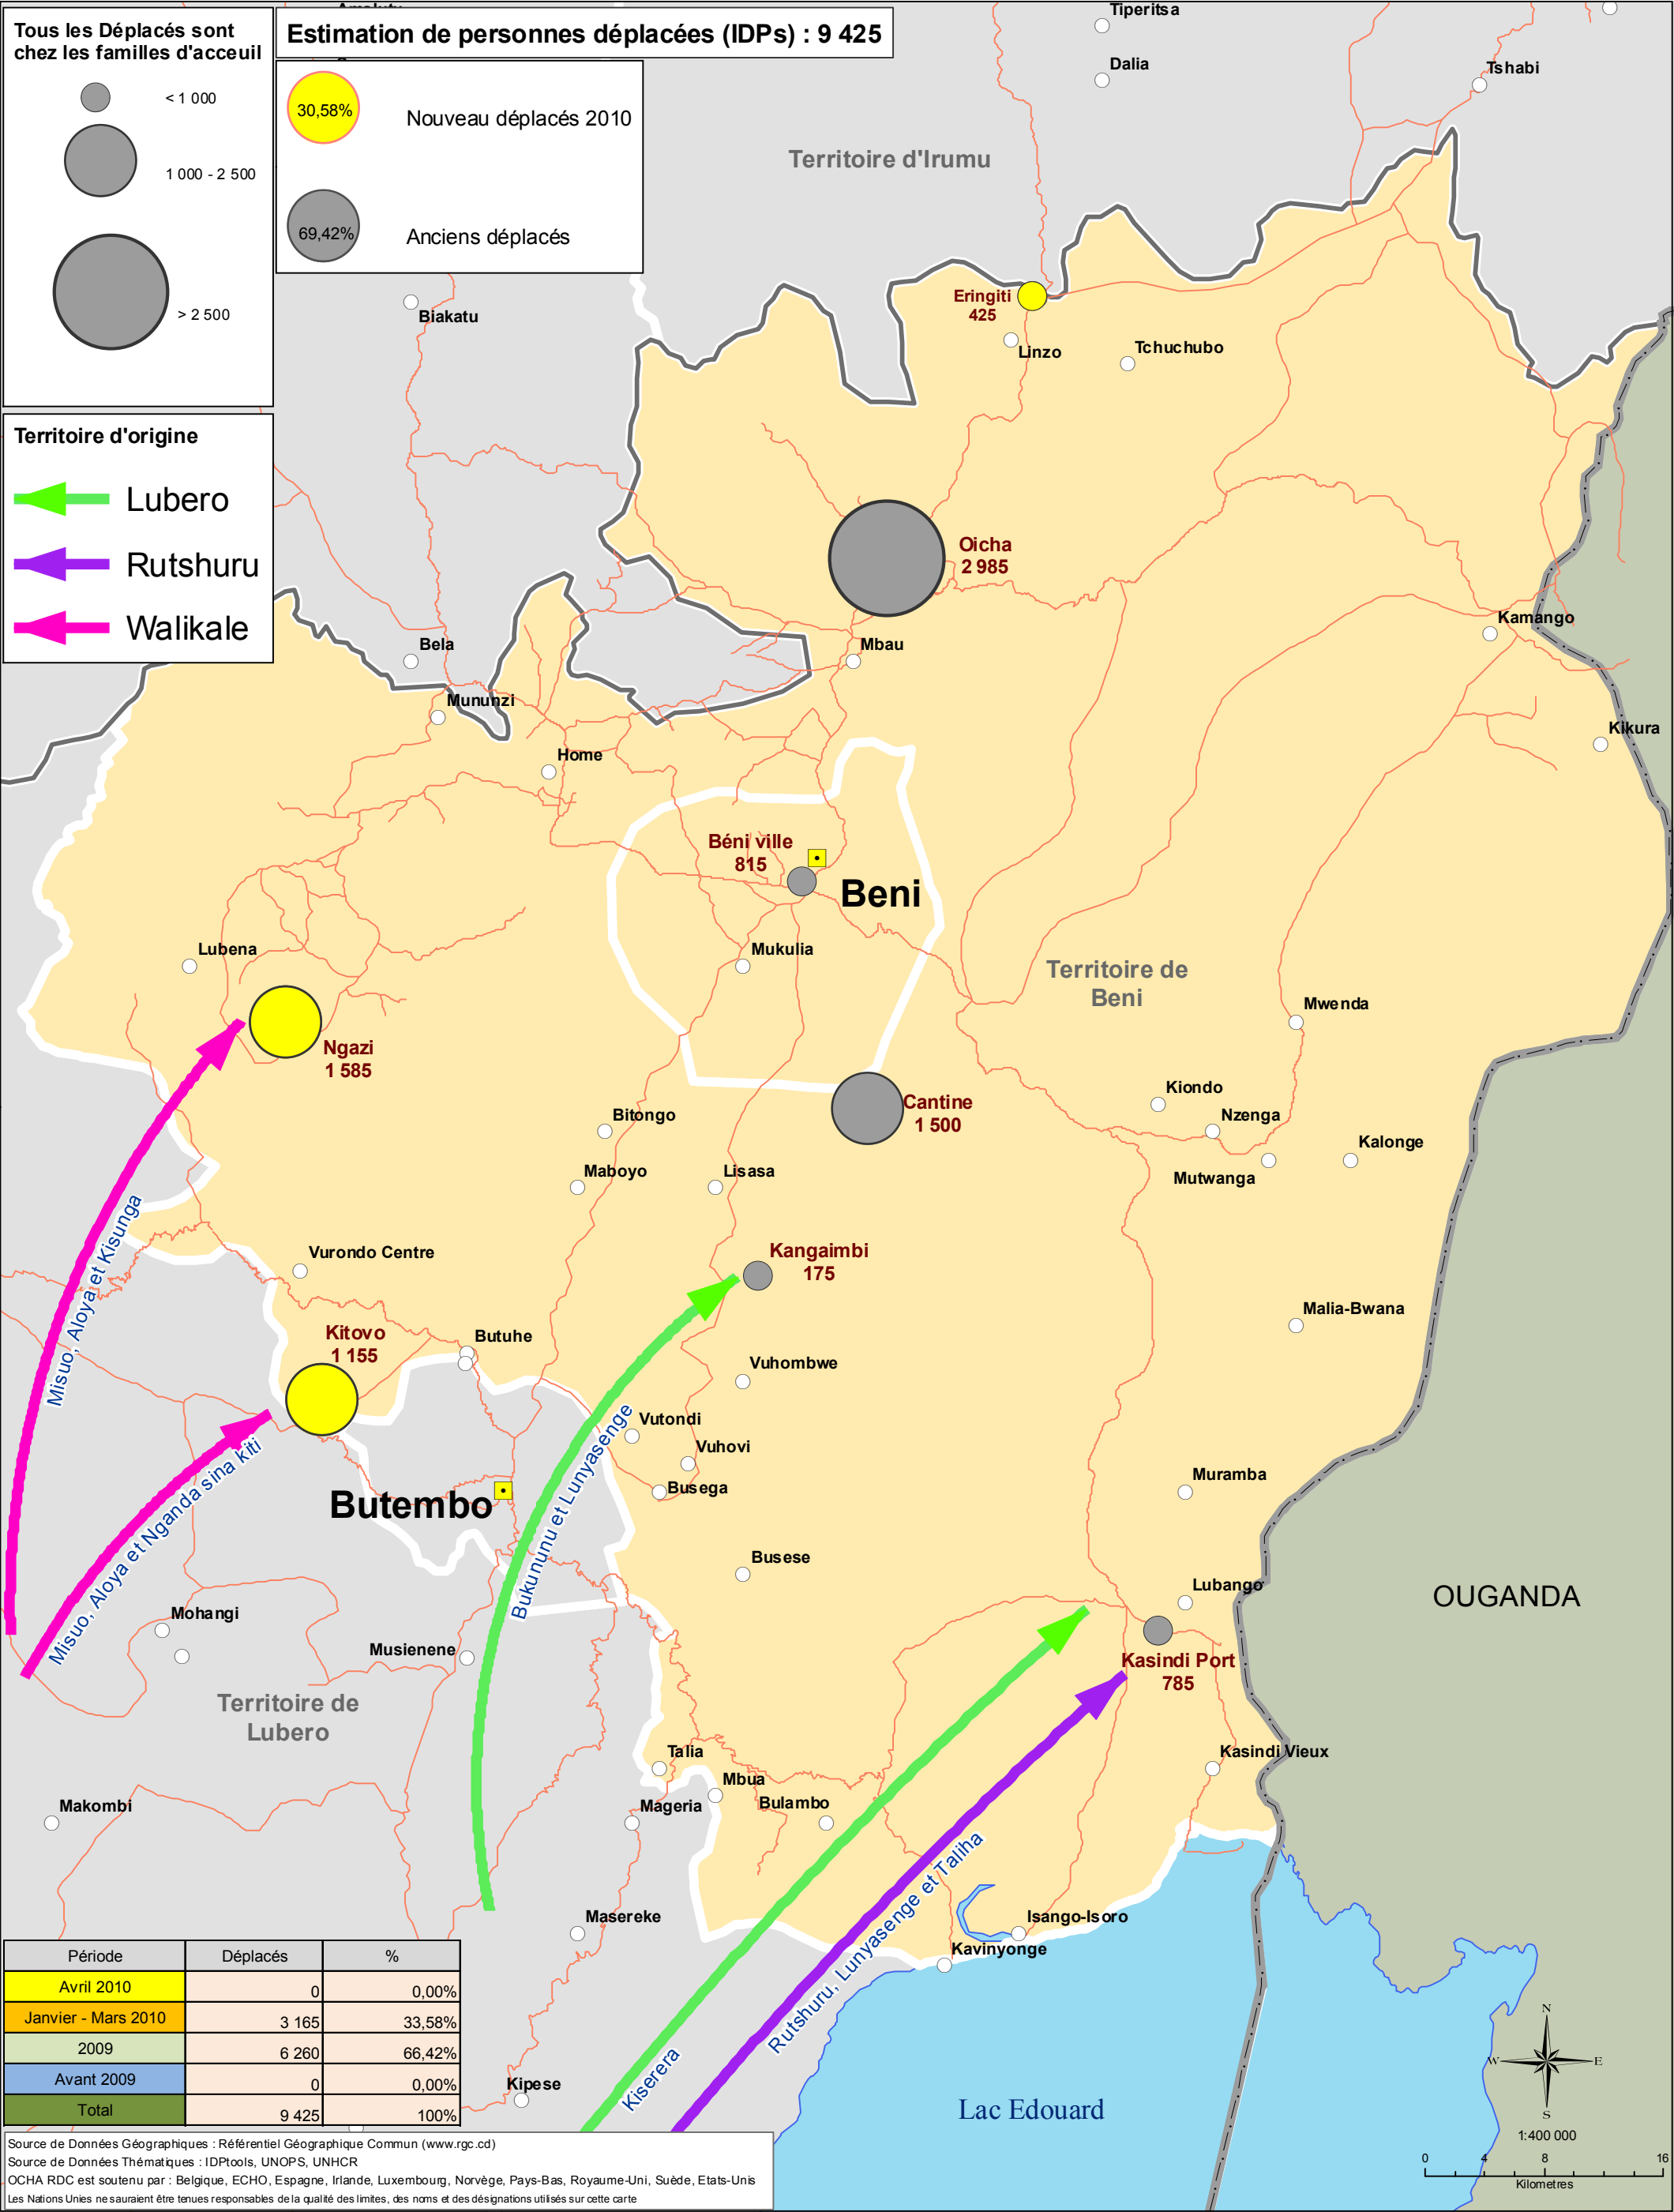 Tous les Déplacés sont
chez les familles d'acceuil
< 1 000
1 000 - 2 500
> 2 500
Estimation de personnes déplacées (IDPs) : 9 425
30,58%
Nouveau déplacés 2010
69,42%
Anciens déplacés
Territoire d'origine
Lubero
Rutshuru
Walikale
Tiperitsa
Dalia
Tshabi
Territoire d'Irumu
Biakatu
Eringiti
425
Linzo
Tchuchubo
Oicha
2 985
Kamango
Bela
Mbau
Mununzi
Kikura
Home
Béni ville
815
Beni
Lubena
Mukulia
Territoire de
Beni
Mwenda
Ngazi
1 585
Kiondo
Cantine
1 500
Bitongo
Nzenga
Kalonge
Maboyo
Lisasa
Mutwanga
Misuo, Aloya et Kisunga
Vurondo Centre
Kangaimbi
175
Malia-Bwana
Kitovo
1 155
Butuhe
Vuhombwe
Vutondi
Vuhovi
Busega
Muramba
Misuo, Aloya et Nganda sina kiti
Butembo
Bukununu et Lunyasenge
Busese
Lubango
OUGANDA
Mohangi
Musienene
Kasindi Port
785
Territoire de
Lubero
Talia
Kasindi Vieux
Mbua
Makombi
Mageria
Bulambo
Rutshuru, Lunyasenge et Taliha
Masereke
Isango-Isoro
Kavinyonge
Kiserera
Kipese
Lac Edouard
Période Déplacés %
Avril 2010 0 0,00%
Janvier - Mars 2010 3 165 33,58%
2009 6 260 66,42%
Avant 2009 0 0,00%
Total 9 425 100%
N
W E
S
1:400 000
0 4 8 16
Kilometres
Source de Données Géographiques : Référentiel Géographique Commun (www.rgc.cd)
Source de Données Thématiques : IDPtools, UNOPS, UNHCR
OCHA RDC est soutenu par : Belgique, ECHO, Espagne, Irlande, Luxembourg, Norvège, Pays-Bas, Royaume-Uni, Suède, Etats-Unis
Les Nations Unies ne sauraient être tenues responsables de la qualité des limites, des noms et des désignations utilisés sur cette carte